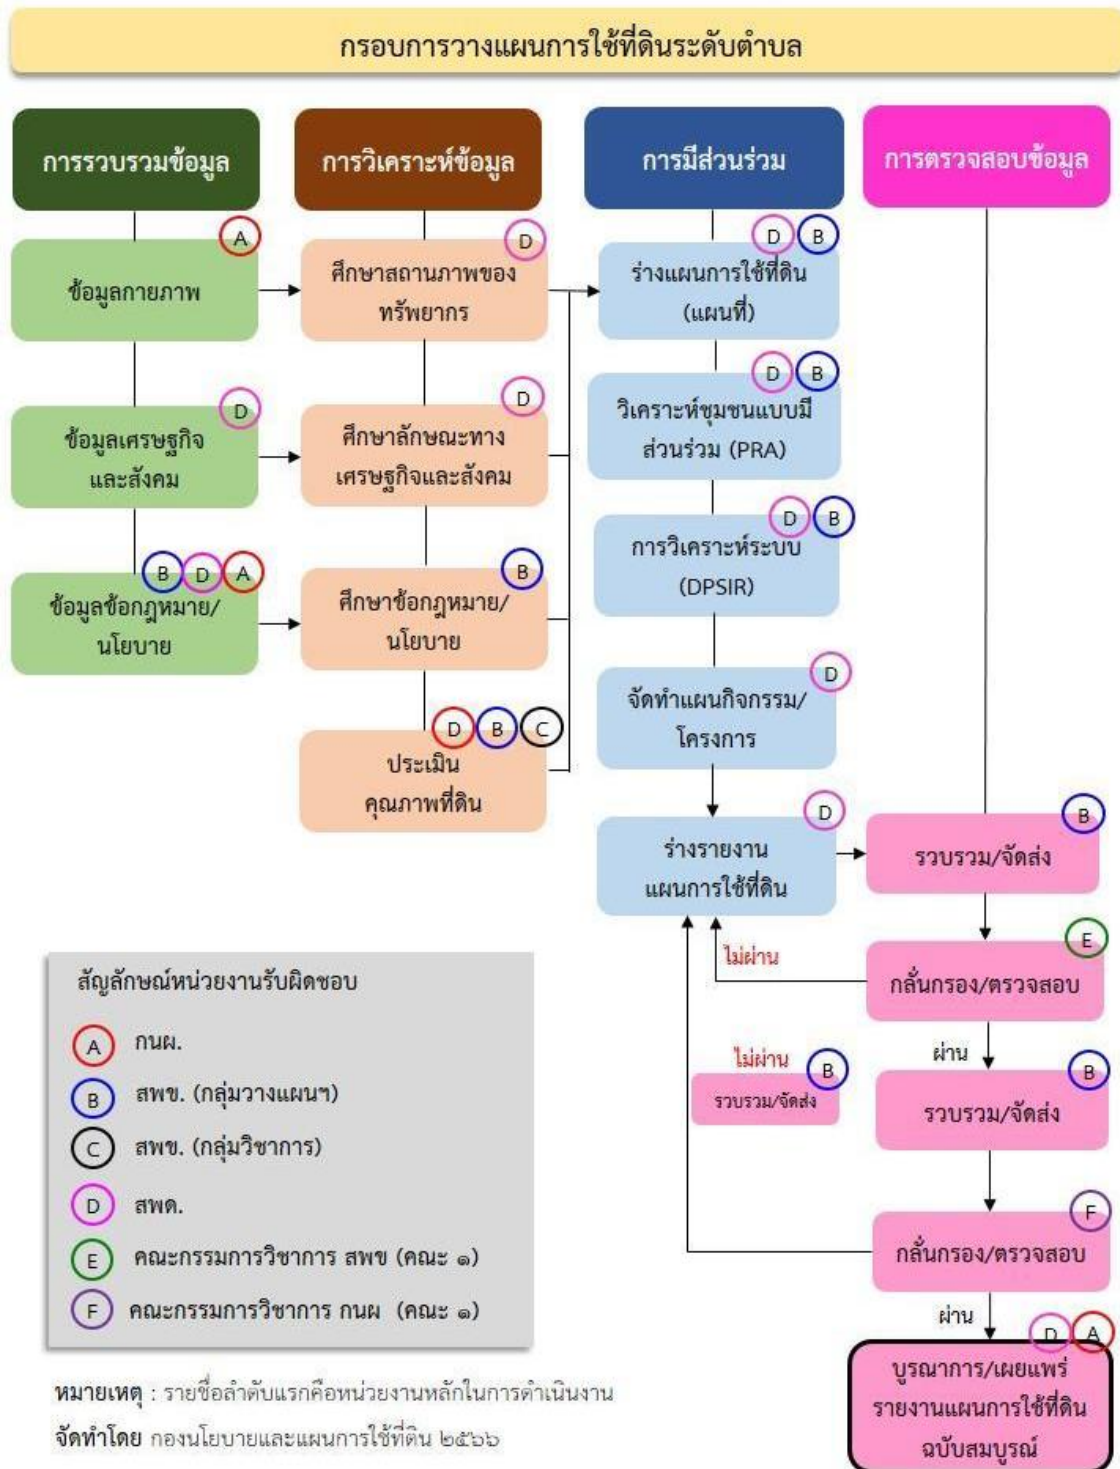 กรอบการวางแผนการใช้ที่ดินระดับตำบล
การรวบรวมข้อมูล
การวิเคราะห์ข้อมูล
การมีส่วนร่วม
การตรวจสอบข้อมูล
A
ข้อมูลกายภาพ
D
ข้อมูลเศรษฐกิจ
และสังคม
B D A
ข้อมูลข้อกฎหมาย/
นโยบาย
D
ศึกษาสถานภาพของ
ทรัพยากร
D
ศึกษาลักษณะทาง
เศรษฐกิจและสังคม
B
ศึกษาข้อกฎหมาย/
นโยบาย
D B C
ประเมิน
คุณภาพที่ดิน
D B
ร่างแผนการใช้ที่ดิน
(แผนที่)
D B
วิเคราะห์ชุมชนแบบมี
ส่วนร่วม (PRA)
D B
การวิเคราะห์ระบบ
(DPSIR)
D
จัดทำแผนกิจกรรม/
โครงการ
D
ร่างรายงาน
แผนการใช้ที่ดิน
B
รวบรวม/จัดส่ง
E
กลั่นกรอง/ตรวจสอบ
ไม่ผ่าน
ผ่าน
B
รวบรวม/จัดส่ง
ไม่ผ่าน
B
รวบรวม/จัดส่ง
F
กลั่นกรอง/ตรวจสอบ
ผ่าน
D A
บูรณาการ/เผยแพร่
รายงานแผนการใช้ที่ดิน
ฉบับสมบูรณ์
สัญลักษณ์หน่วยงานรับผิดชอบ
A กนผ.
B สพข. (กลุ่มวางแผนฯ)
C สพข. (กลุ่มวิชาการ)
D สพด.
E คณะกรรมการวิชาการ สพข (คณะ ๑)
F คณะกรรมการวิชาการ กนผ (คณะ ๑)
หมายเหตุ : รายชื่อลำดับแรกคือหน่วยงานหลักในการดำเนินงาน
จัดทำโดย กองนโยบายและแผนการใช้ที่ดิน ๒๕๖๖